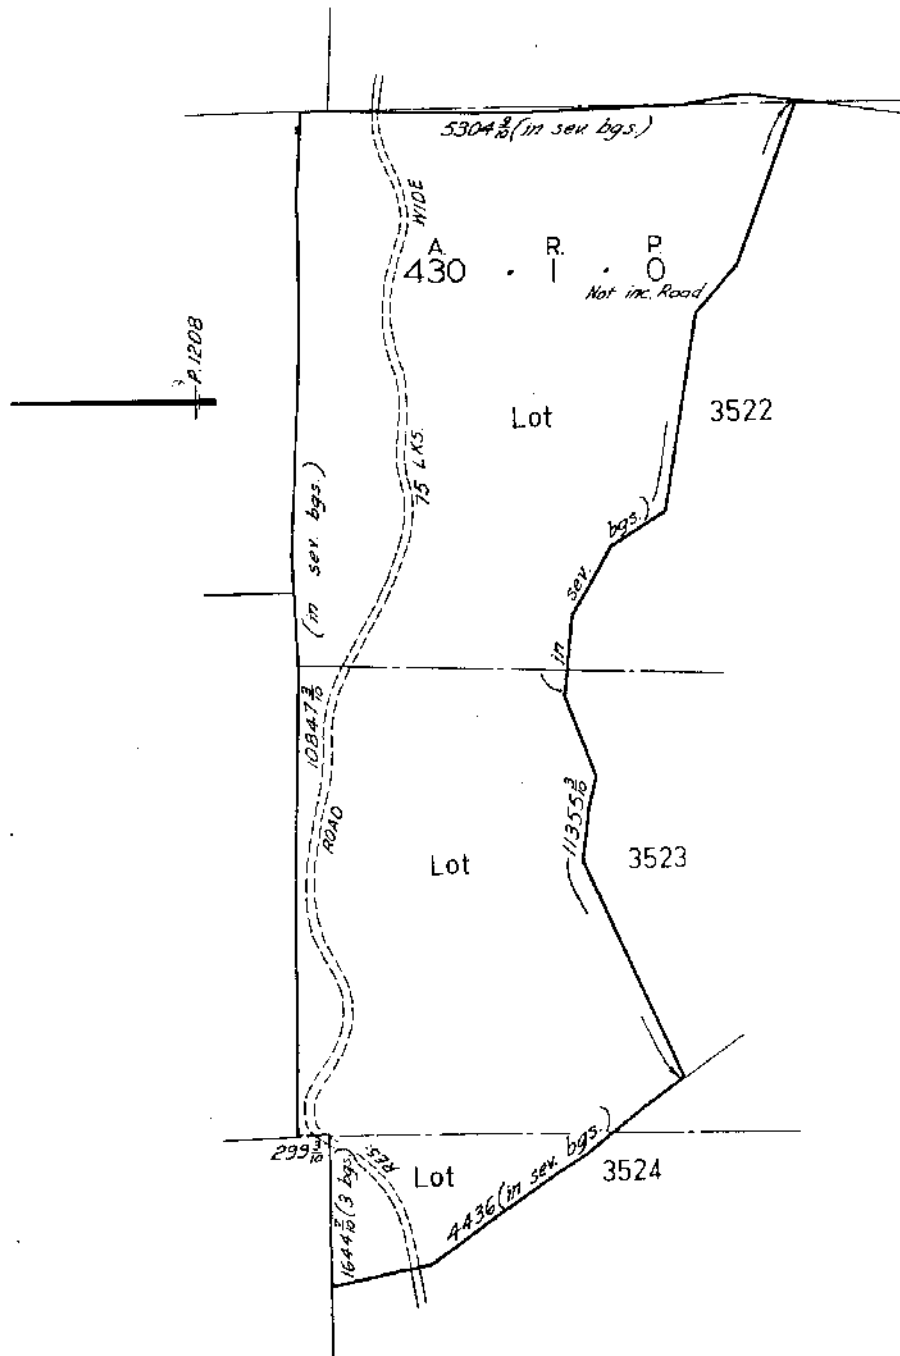 5304 9/10 (in sev. bgs.)
WIDE
A. R. P.
430 · 1 · 0
Not inc. Road
P.1208
Lot 3522
75 LKS.
(in sev. bgs.)
in sev. bgs.)
10847 3/10
ROAD
11355 3/10
Lot 3523
299 3/10
RES.
Lot 3524
1644 7/10 (3 bgs.)
4436 (in sev. bgs.)